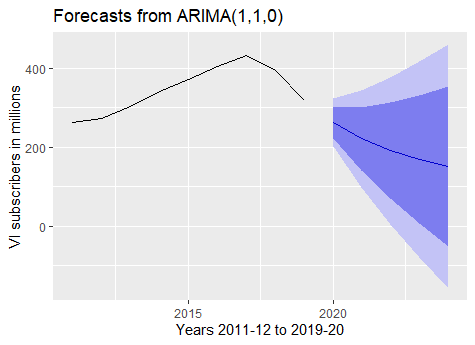 Forecasts from ARIMA(1,1,0)
VI subscribers in millions
400
200
0
2015
2020
Years 2011-12 to 2019-20